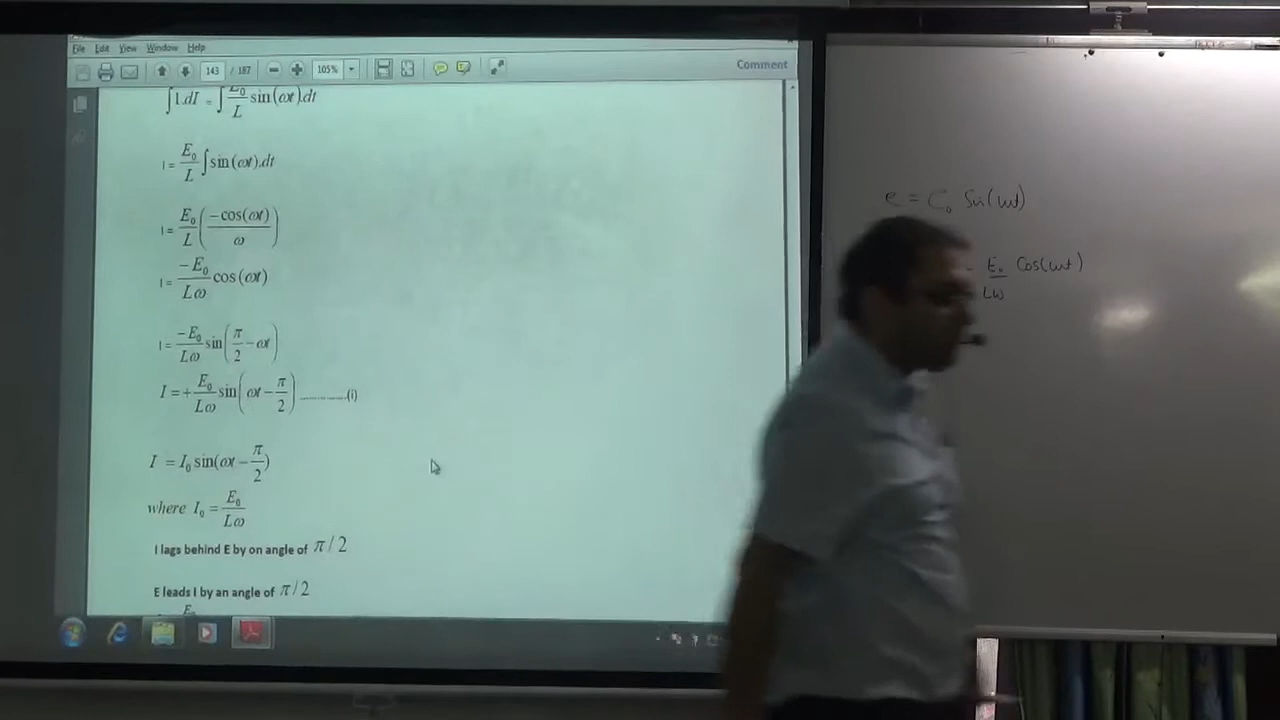 File Edit View Window Help
143 / 187 105% Comment
∫1.dI = ∫E₀/L sin(ωt).dt
I = E₀/L ∫sin(ωt).dt
I = E₀/L (−cos(ωt)/ω)
I = −E₀/Lω cos(ωt)
I = −E₀/Lω sin(π/2 − ωt)
I = +E₀/Lω sin(ωt − π/2) ............(i)
I = I₀ sin(ωt − π/2)
where I₀ = E₀/Lω
I lags behind E by on angle of π/2
E leads I by an angle of π/2
E₀
e = C₀ Sin(ωt)
- E₀/Lω Cos(ωt)